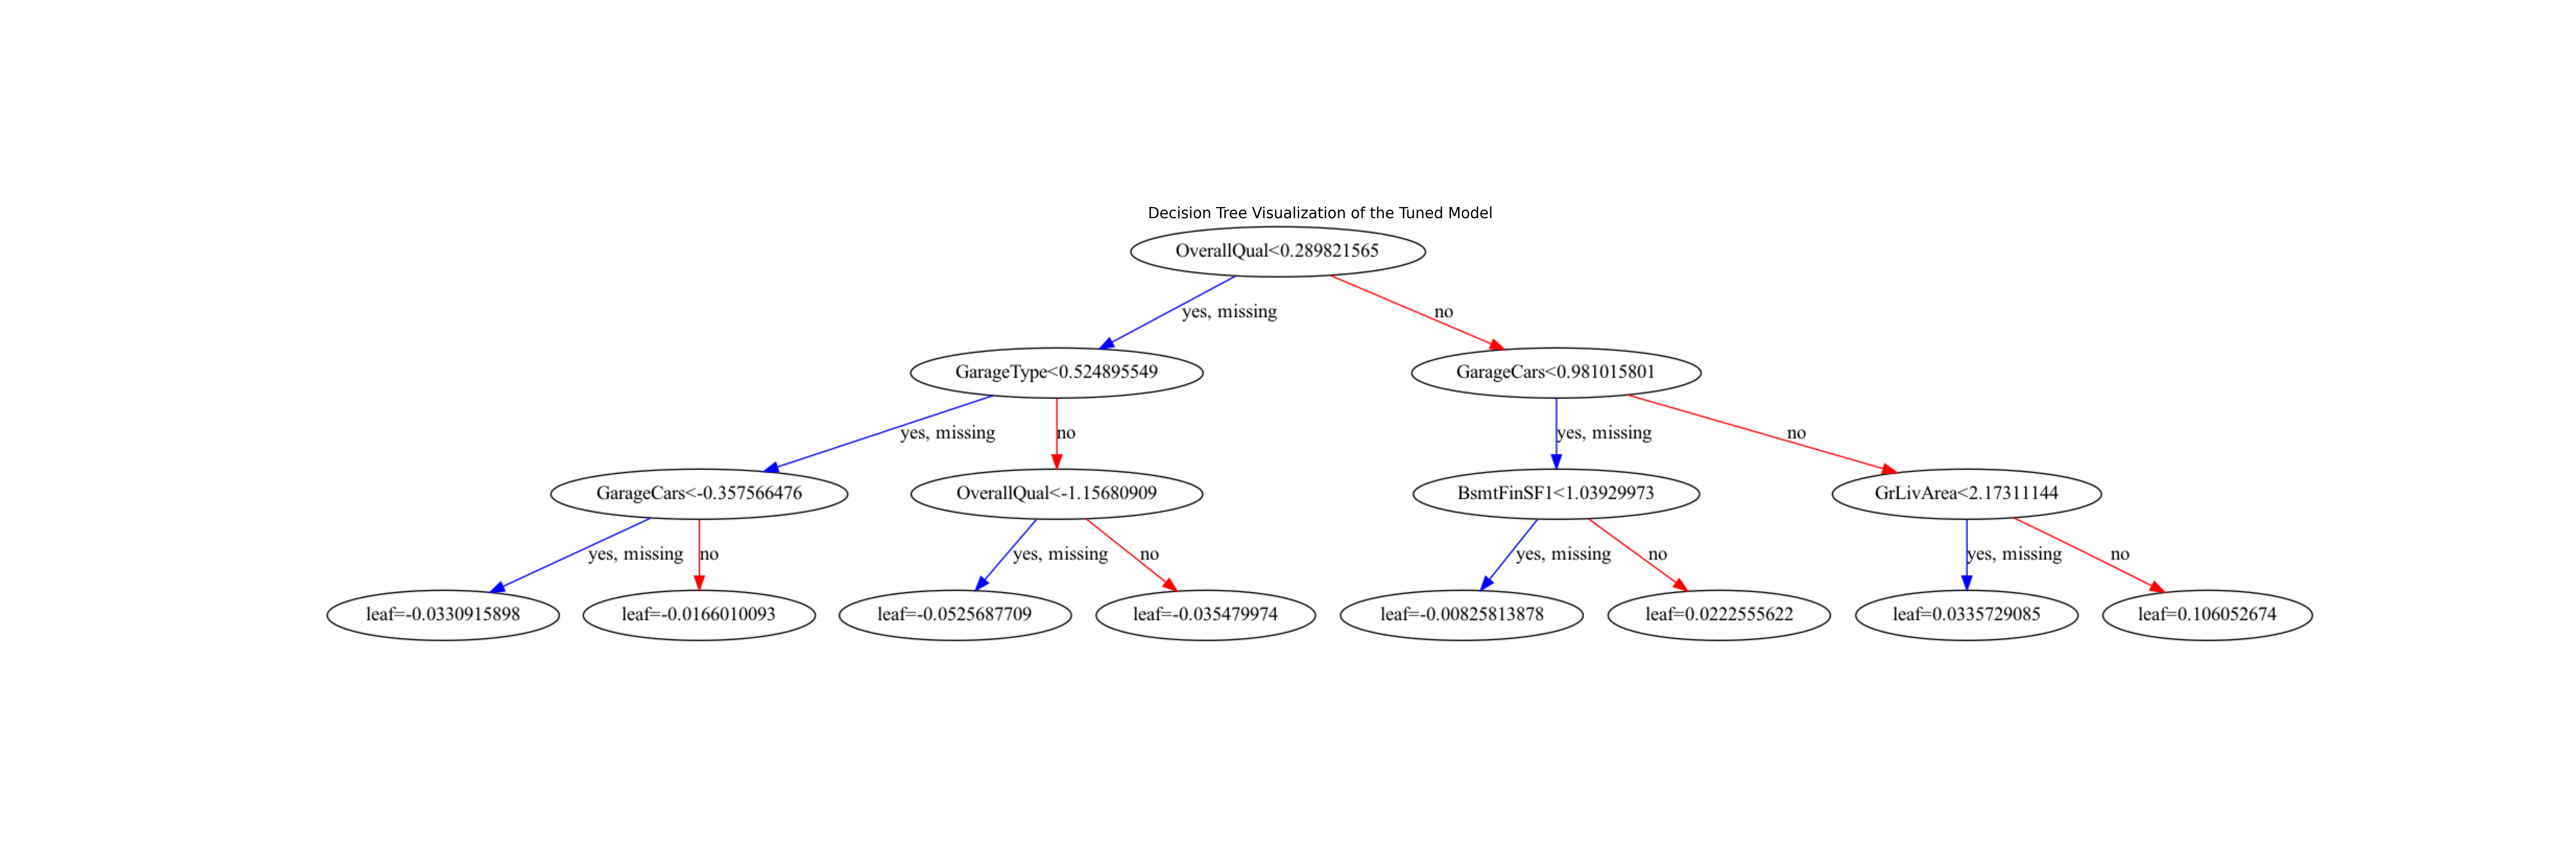 Decision Tree Visualization of the Tuned Model
OverallQual<0.289821565
yes, missing
no
GarageType<0.524895549
GarageCars<0.981015801
yes, missing
no
yes, missing
no
GarageCars<-0.357566476
OverallQual<-1.15680909
BsmtFinSF1<1.03929973
GrLivArea<2.17311144
yes, missing
no
yes, missing
no
yes, missing
no
yes, missing
no
leaf=-0.0330915898
leaf=-0.0166010093
leaf=-0.0525687709
leaf=-0.035479974
leaf=-0.00825813878
leaf=0.0222555622
leaf=0.0335729085
leaf=0.106052674